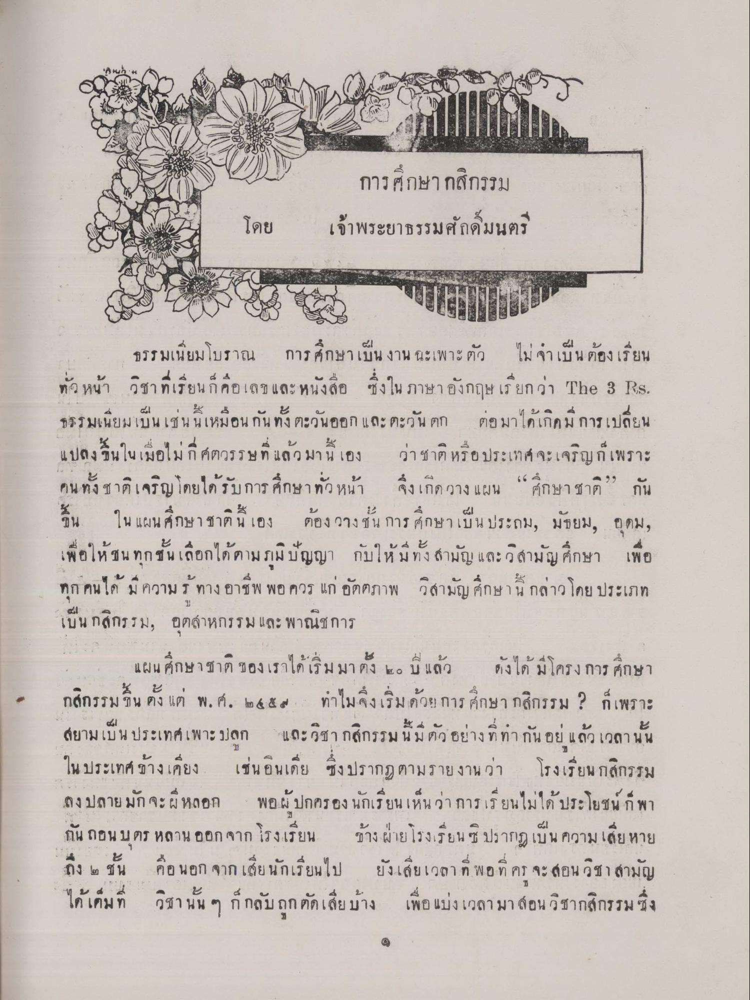 การศึกษากสิกรรม
โดย เจ้าพระยาธรรมศักดิ์มนตรี
ธรรมเนียมโบราณ การศึกษาเป็นงานฉะเพาะตัว ไม่จำเป็นต้องเรียน
ทั่วหน้า วิชาที่เรียนก็คือเลขและหนังสือ ซึ่งในภาษาอังกฤษเรียกว่า The 3 Rs.
ธรรมเนียมเป็นเช่นนี้เหมือนกันทั้งตะวันออกและตะวันตก ต่อมาได้เกิดมีการเปลี่ยน
แปลงขึ้นในเมื่อไม่กี่ศตวรรษที่แล้วมานี้เอง ว่าชาติหรือประเทศจะเจริญก็เพราะ
คนทั้งชาติเจริญโดยได้รับการศึกษาทั่วหน้า จึงเกิดวางแผน “ศึกษาชาติ” กัน
ขึ้น ในแผนศึกษาชาตินี้เอง ต้องวางชั้นการศึกษาเป็นประถม, มัธยม, อุดม,
เพื่อให้ชนทุกชั้นเลือกได้ตามภูมิปัญญา กับให้มีทั้งสามัญและวิสามัญศึกษา เพื่อ
ทุกคนได้มีความรู้ทางอาชีพพอควรแก่อัตตภาพ วิสามัญศึกษานี้กล่าวโดยประเภท
เป็นกสิกรรม, อุตสาหกรรมและพาณิชการ
แผนศึกษาชาติของเราได้เริ่มมาตั้ง ๒๐ ปีแล้ว ดังได้มีโครงการศึกษา
กสิกรรมขึ้นตั้งแต่ พ.ศ. ๒๔๕๙ ทำไมจึงเริ่มด้วยการศึกษากสิกรรม ? ก็เพราะ
สยามเป็นประเทศเพาะปลูก และวิชากสิกรรมนี้มีตัวอย่างที่ทำกันอยู่แล้วเวลานั้น
ในประเทศข้างเคียง เช่นอินเดีย ซึ่งปรากฏตามรายงานว่า โรงเรียนกสิกรรม
ลงปลายมักจะผีหลอก พอผู้ปกครองนักเรียนเห็นว่าการเรียนไม่ได้ประโยชน์ก็พา
กันถอนบุตรหลานออกจากโรงเรียน ข้างฝ่ายโรงเรียนซิปรากฏเป็นความเสียหาย
ถึง ๒ ชั้น คือนอกจากเสียนักเรียนไป ยังเสียเวลาที่พอที่ครูจะสอนวิชาสามัญ
ได้เต็มที่ วิชานั้นๆ ก็กลับถูกตัดเสียบ้าง เพื่อแบ่งเวลามาสอนวิชากสิกรรมซึ่ง
๑